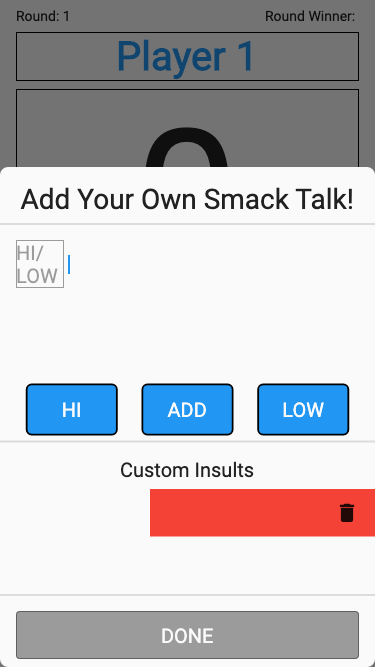 Round: 1
Round Winner:
Player 1
Add Your Own Smack Talk!
HI/
LOW
HI
ADD
LOW
Custom Insults
DONE